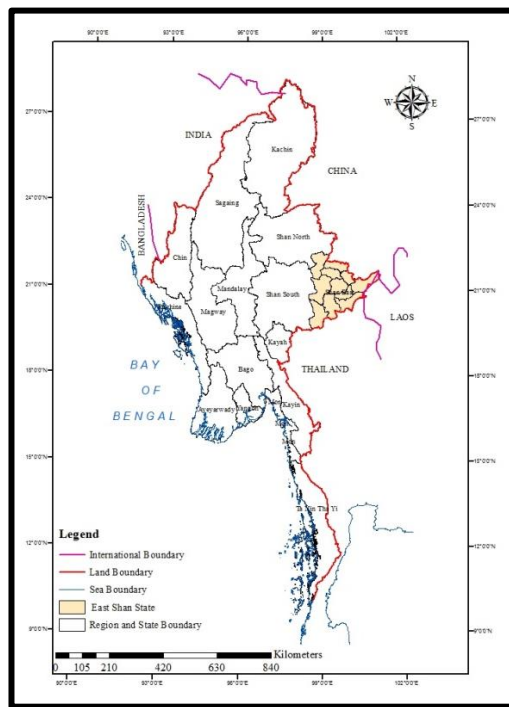 90°0'0"E 93°0'0"E 96°0'0"E 99°0'0"E 102°0'0"E
N
W E
S
27°0'0"N 27°0'0"N
INDIA
Kachin
CHINA
24°0'0"N 24°0'0"N
Sagaing
BANGLADESH
Shan North
Chin
21°0'0"N 21°0'0"N
Mandalay
Shan South
Shan East
Magway
LAOS
Kayah
18°0'0"N 18°0'0"N
THAILAND
BAY
Bago
OF
BENGAL
Ayeyarwady
Kayin
15°0'0"N 15°0'0"N
Ta Nin Tha Yi
Legend
International Boundary
12°0'0"N 12°0'0"N
Land Boundary
Sea Boundary
East Shan State
9°0'0"N 9°0'0"N
Region and State Boundary
Kilometers
0 105 210 420 630 840
90°0'0"E 93°0'0"E 96°0'0"E 99°0'0"E 102°0'0"E